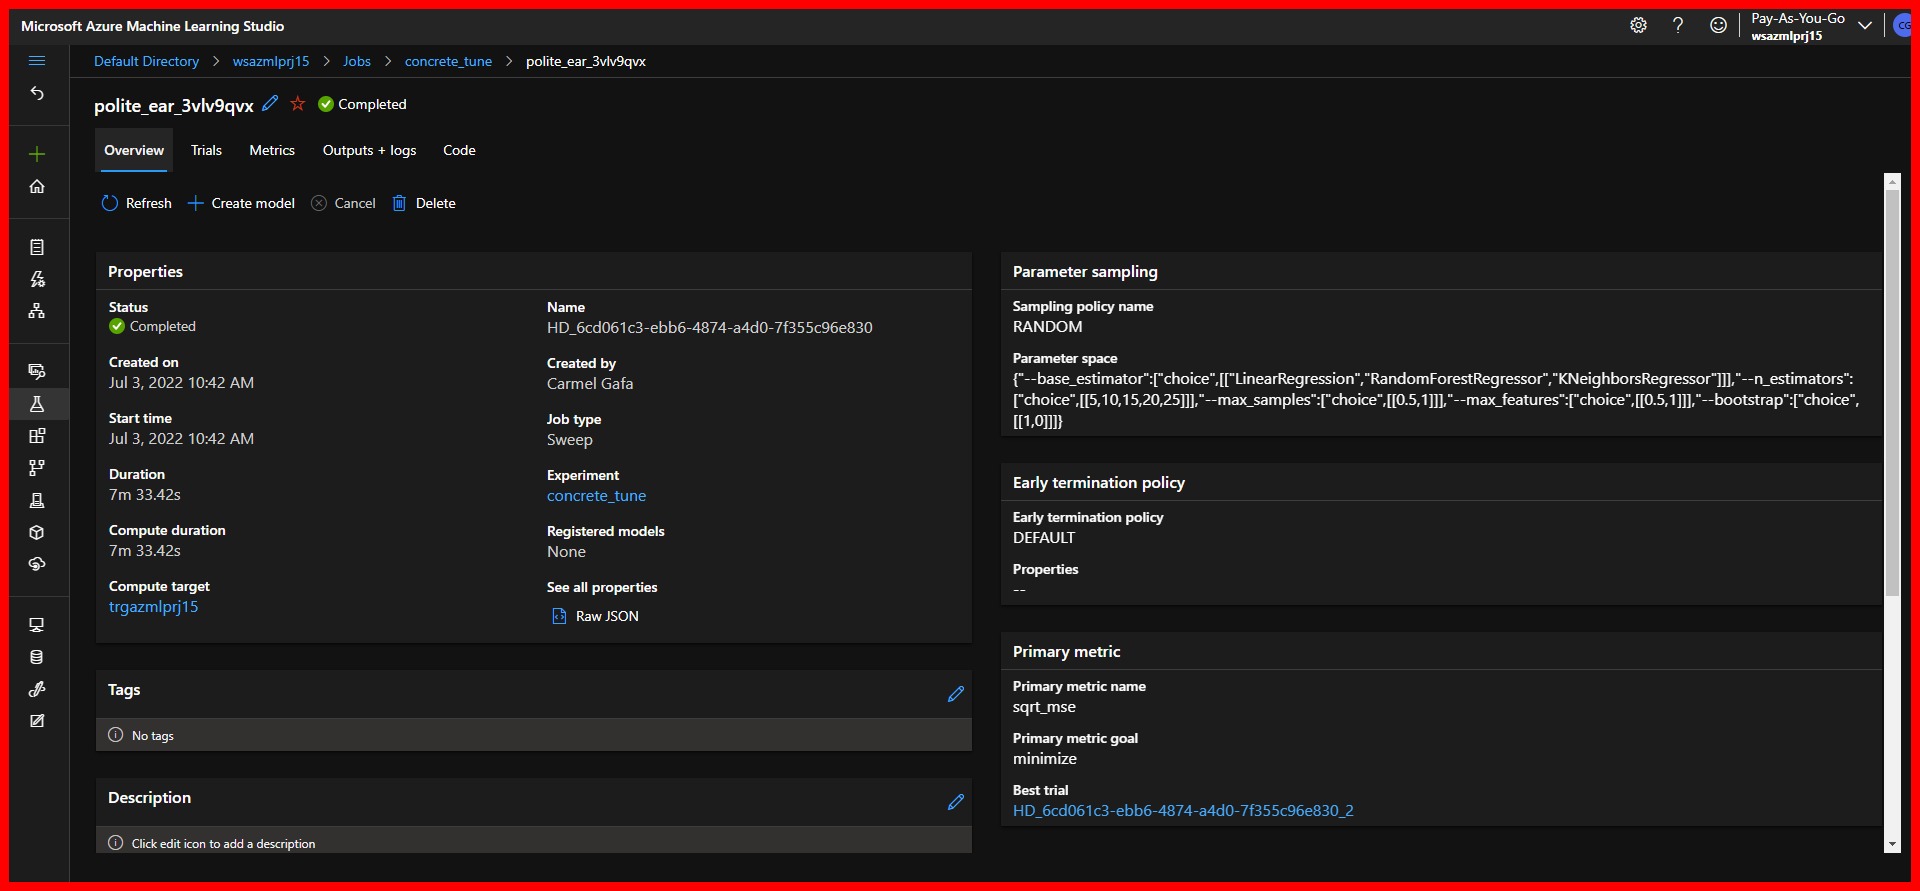 Microsoft Azure Machine Learning Studio
Pay-As-You-Go
wsazmlprj15
CG
Default Directory > wsazmlprj15 > Jobs > concrete_tune > polite_ear_3vlv9qvx
polite_ear_3vlv9qvx Completed
Overview Trials Metrics Outputs + logs Code
Refresh Create model Cancel Delete
Properties
Status
Completed
Created on
Jul 3, 2022 10:42 AM
Start time
Jul 3, 2022 10:42 AM
Duration
7m 33.42s
Compute duration
7m 33.42s
Compute target
trgazmlprj15
Name
HD_6cd061c3-ebb6-4874-a4d0-7f355c96e830
Created by
Carmel Gafa
Job type
Sweep
Experiment
concrete_tune
Registered models
None
See all properties
Raw JSON
Tags
No tags
Description
Click edit icon to add a description
Parameter sampling
Sampling policy name
RANDOM
Parameter space
{"--base_estimator":["choice",[["LinearRegression","RandomForestRegressor","KNeighborsRegressor"]]],"--n_estimators":
["choice",[[5,10,15,20,25]]],"--max_samples":["choice",[[0.5,1]]],"--max_features":["choice",[[0.5,1]]],"--bootstrap":["choice",
[[1,0]]]}
Early termination policy
Early termination policy
DEFAULT
Properties
--
Primary metric
Primary metric name
sqrt_mse
Primary metric goal
minimize
Best trial
HD_6cd061c3-ebb6-4874-a4d0-7f355c96e830_2